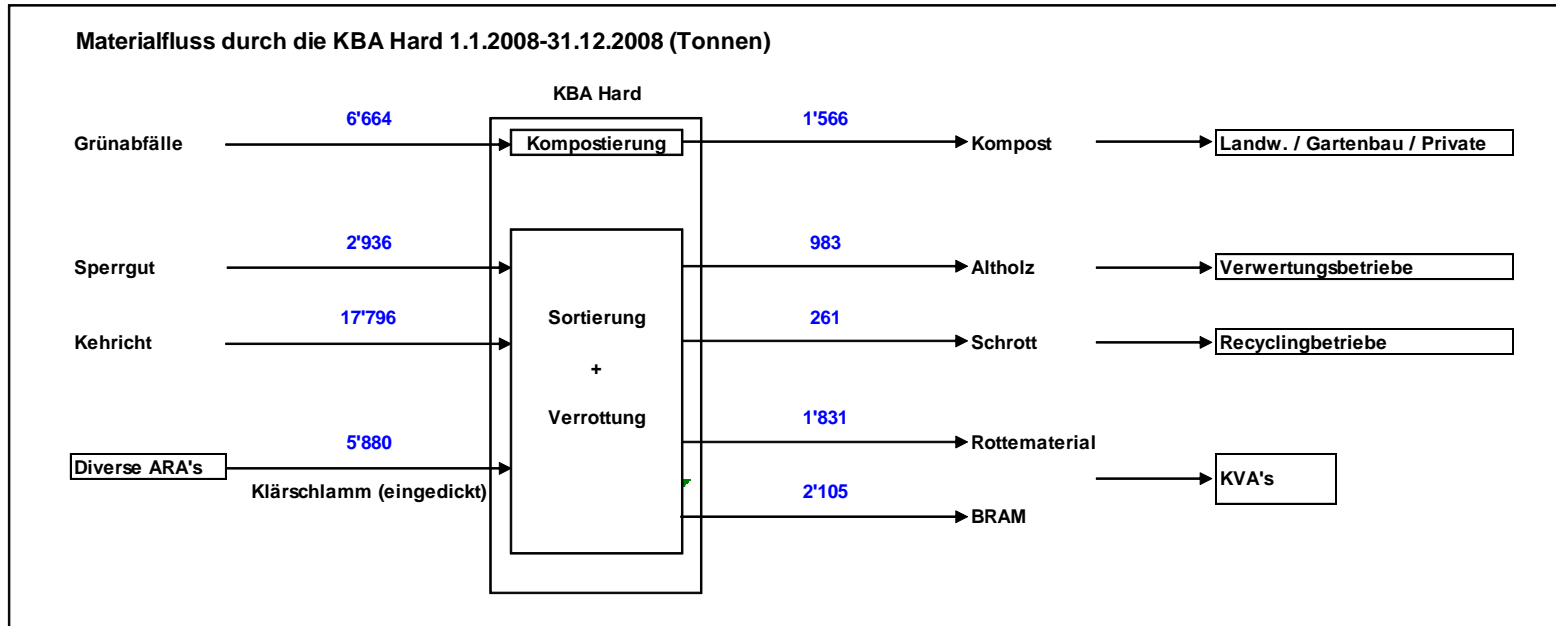 Materialfluss durch die KBA Hard 1.1.2008-31.12.2008 (Tonnen)
KBA Hard
6'664
1'566
Grünabfälle
Kompostierung
Kompost
Landw. / Gartenbau / Private
2'936
983
Sperrgut
Altholz
Verwertungsbetriebe
17'796
Sortierung
261
Kehricht
Schrott
Recyclingbetriebe
+
Verrottung
1'831
5'880
Rottematerial
Diverse ARA's
Klärschlamm (eingedickt)
KVA's
2'105
BRAM